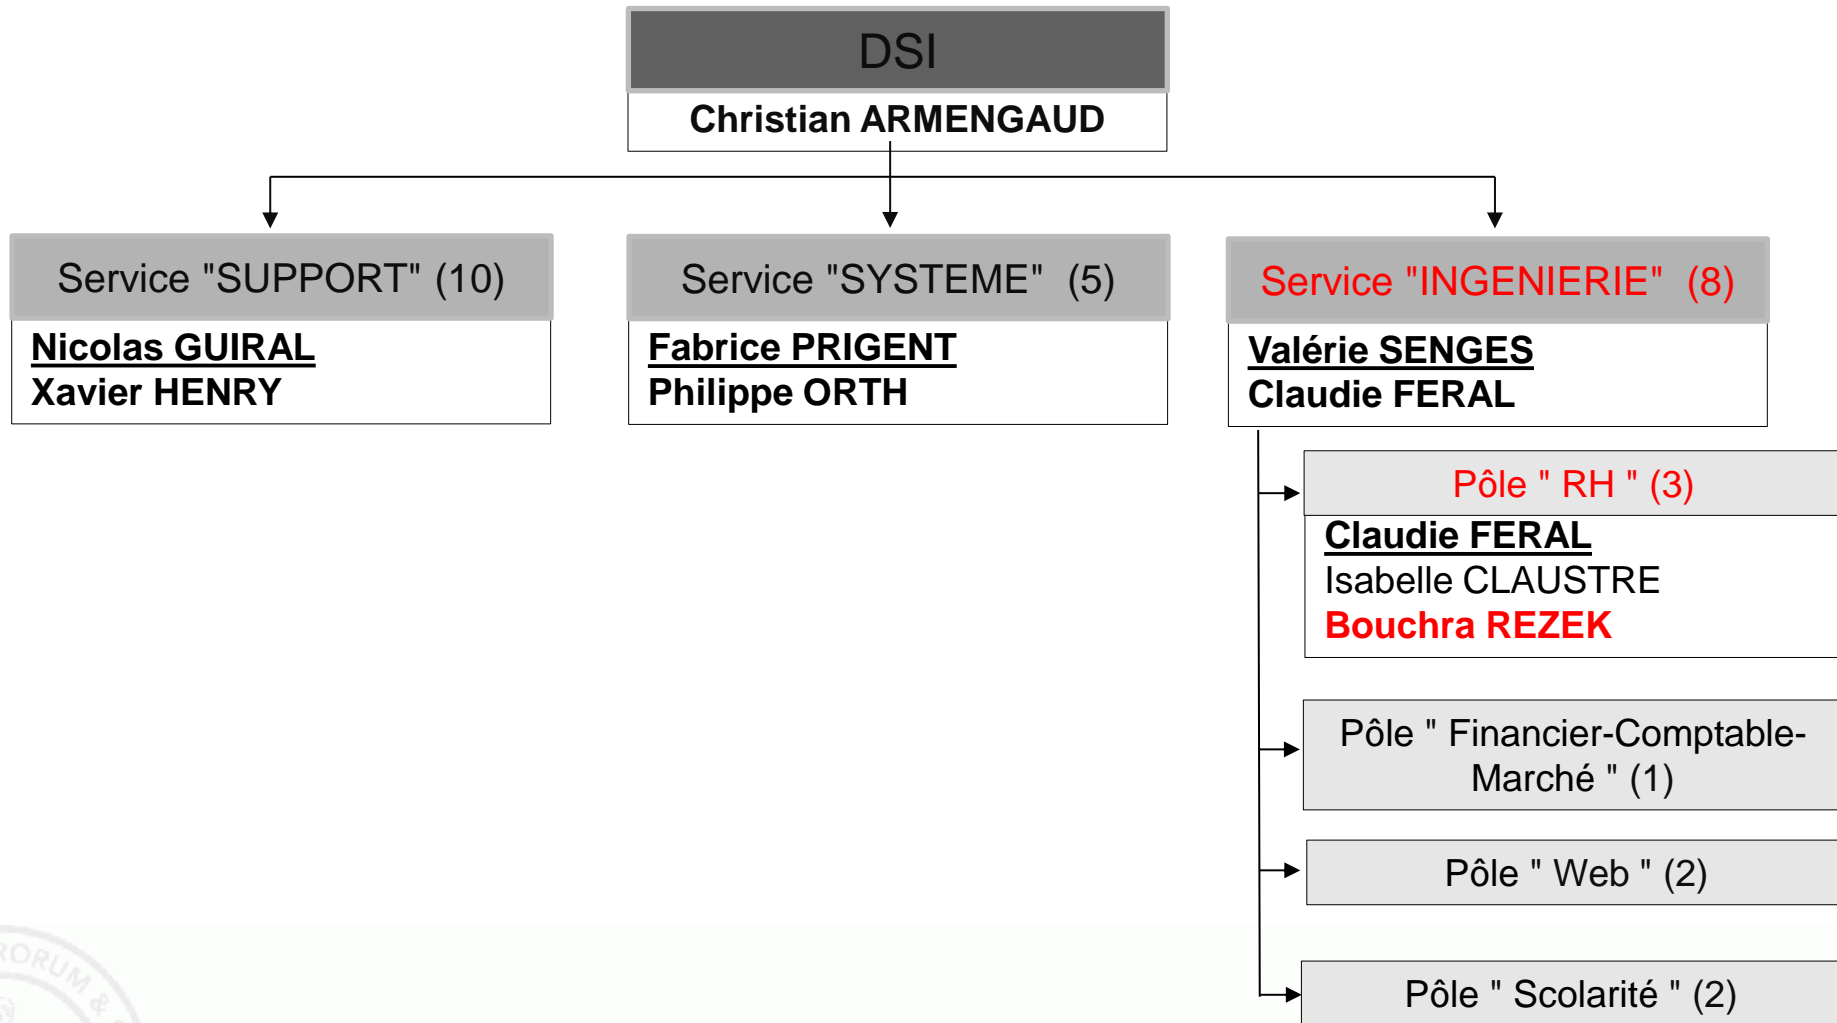 DSI
Christian ARMENGAUD
Service "SUPPORT" (10)
Nicolas GUIRAL
Xavier HENRY
Service "SYSTEME" (5)
Fabrice PRIGENT
Philippe ORTH
Service "INGENIERIE" (8)
Valérie SENGES
Claudie FERAL
Pôle " RH " (3)
Claudie FERAL
Isabelle CLAUSTRE
Bouchra REZEK
Pôle " Financier-Comptable-
Marché " (1)
Pôle " Web " (2)
Pôle " Scolarité " (2)